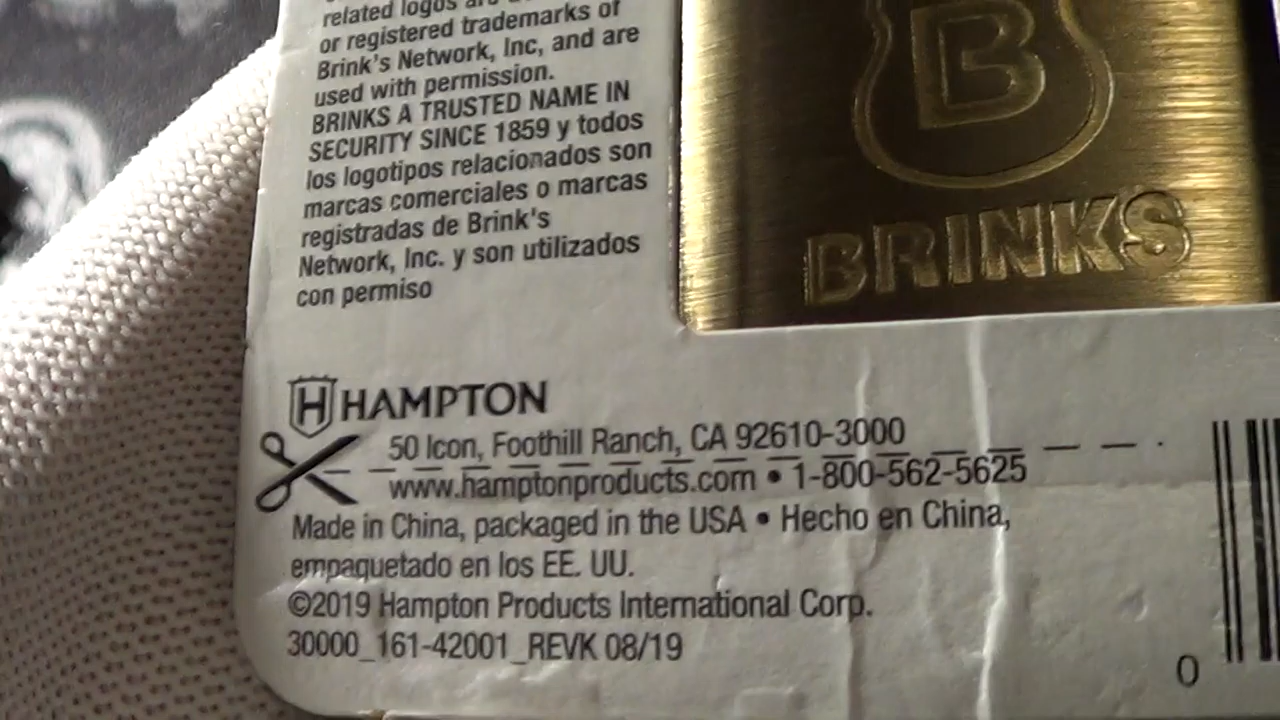 related logos are
or registered trademarks of
Brink's Network, Inc, and are
used with permission.
BRINKS A TRUSTED NAME IN
SECURITY SINCE 1859 y todos
los logotipos relacionados son
marcas comerciales o marcas
registradas de Brink's
Network, Inc. y son utilizados
con permiso
B
BRINKS
H HAMPTON
50 Icon, Foothill Ranch, CA 92610-3000
www.hamptonproducts.com • 1-800-562-5625
Made in China, packaged in the USA • Hecho en China,
empaquetado en los EE. UU.
©2019 Hampton Products International Corp.
30000_161-42001_REVK 08/19
0